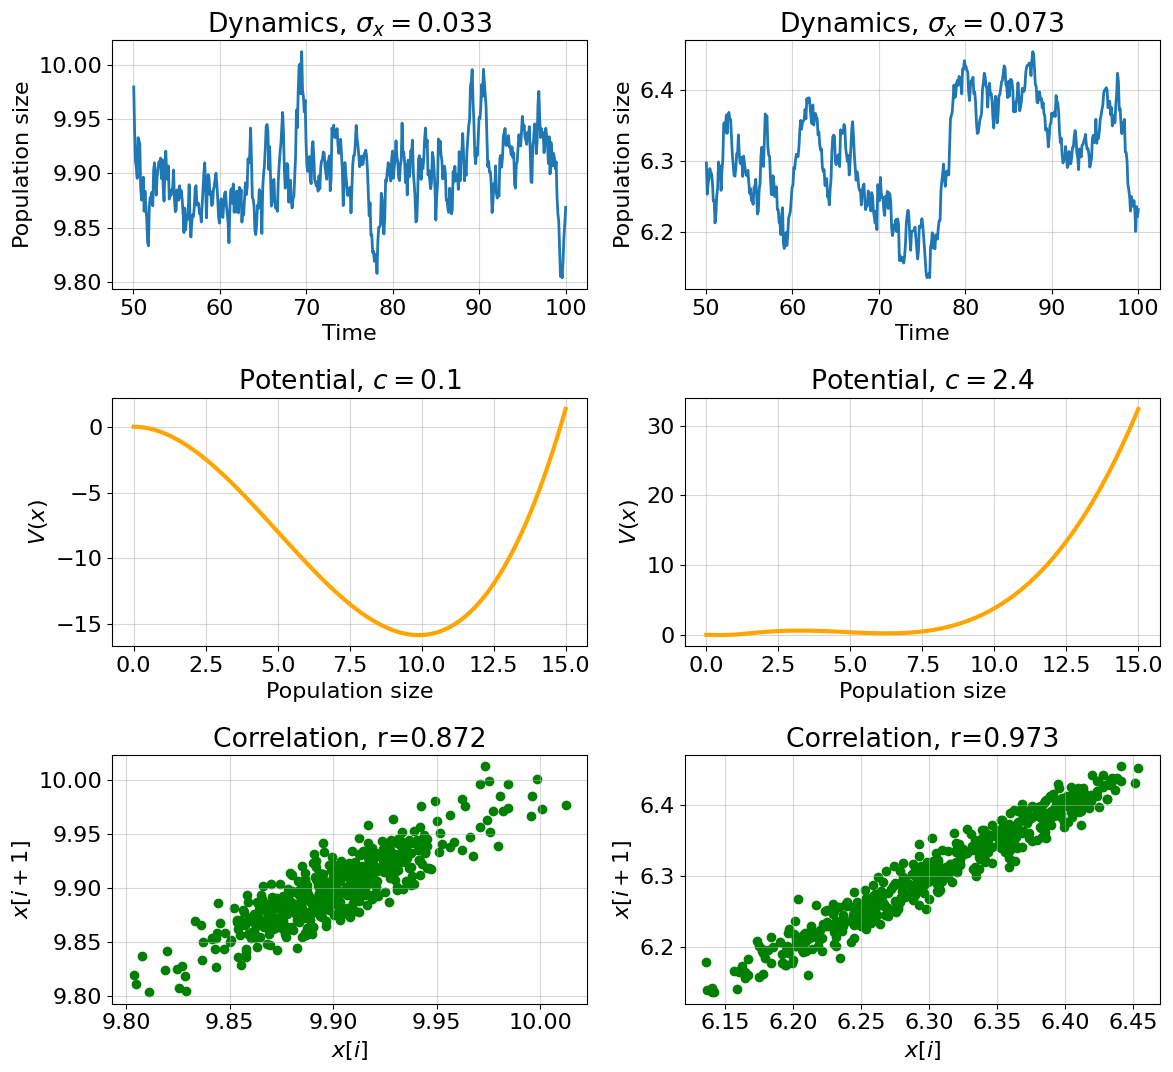 Dynamics, σₓ = 0.033
Population size
10.00
9.95
9.90
9.85
9.80
50 60 70 80 90 100
Time
Dynamics, σₓ = 0.073
Population size
6.4
6.3
6.2
50 60 70 80 90 100
Time
Potential, c = 0.1
V(x)
0
−5
−10
−15
0.0 2.5 5.0 7.5 10.0 12.5 15.0
Population size
Potential, c = 2.4
V(x)
30
20
10
0
0.0 2.5 5.0 7.5 10.0 12.5 15.0
Population size
Correlation, r=0.872
x[i + 1]
10.00
9.95
9.90
9.85
9.80
9.80 9.85 9.90 9.95 10.00
x[i]
Correlation, r=0.973
x[i + 1]
6.4
6.3
6.2
6.15 6.20 6.25 6.30 6.35 6.40 6.45
x[i]